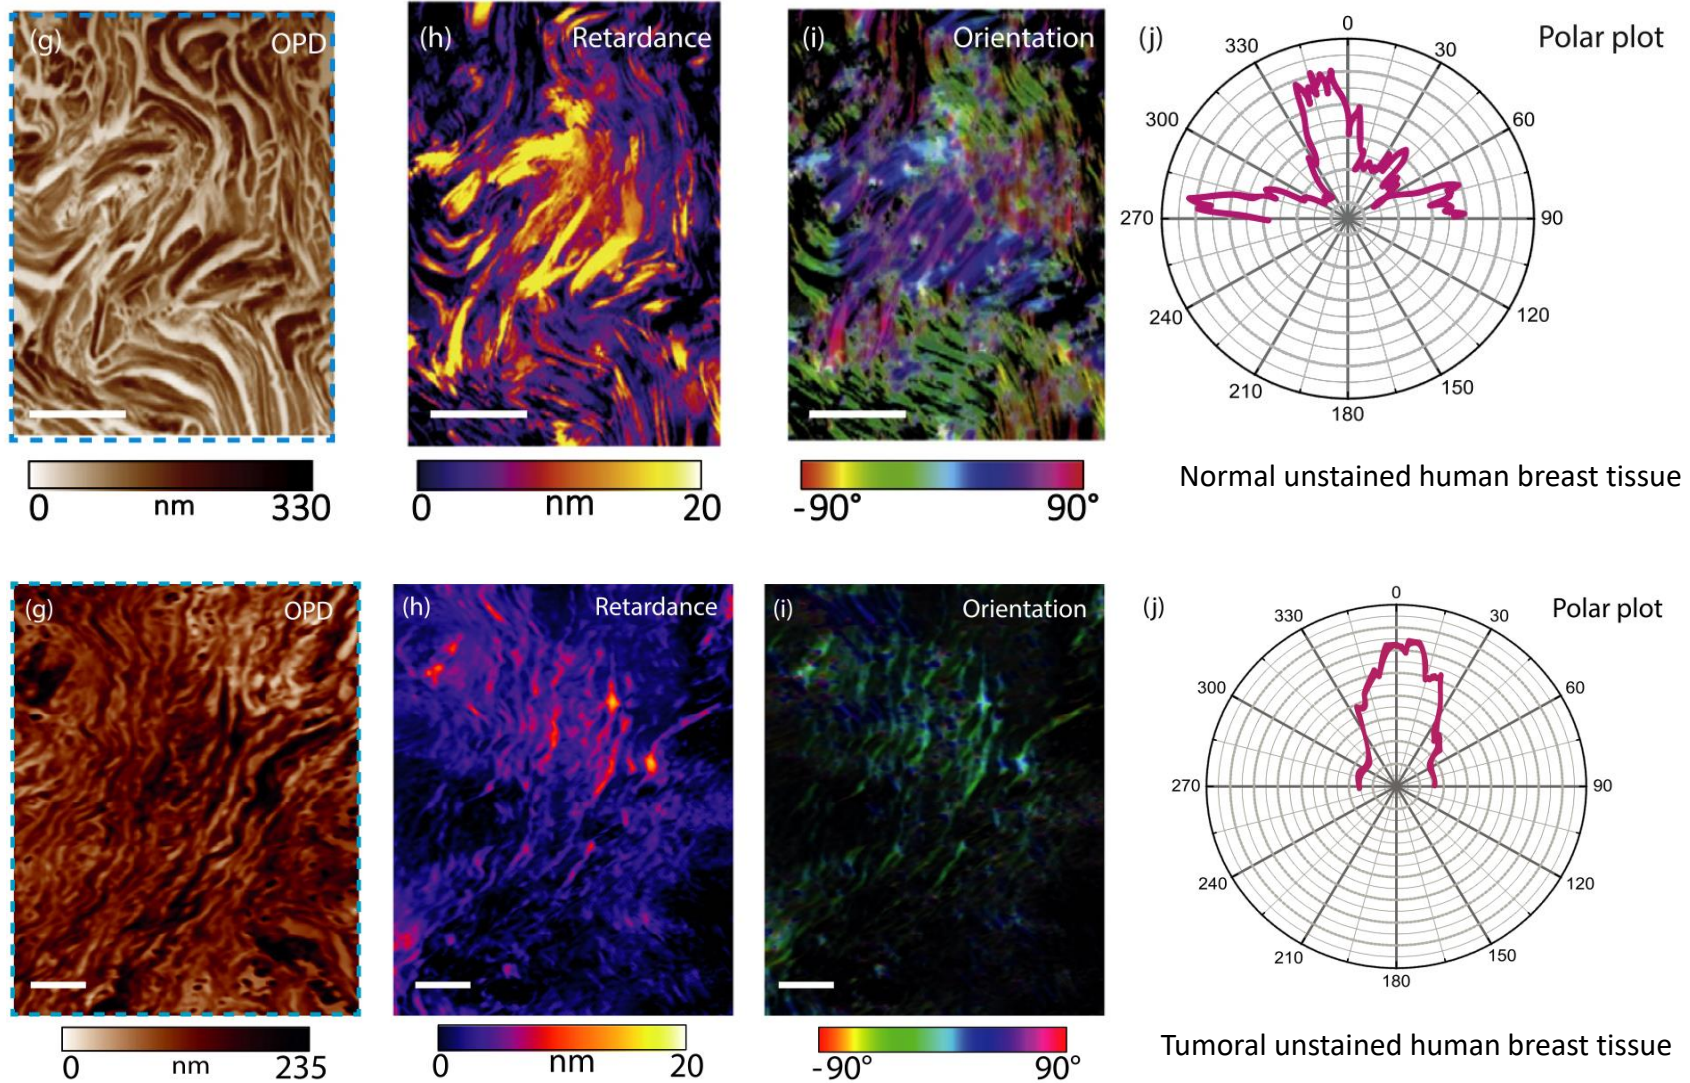 (g) OPD
(h) Retardance
(i) Orientation
(j) Polar plot
0
30
60
90
120
150
180
210
240
270
300
330
0 nm 330
0 nm 20
-90° 90°
Normal unstained human breast tissue
(g) OPD
(h) Retardance
(i) Orientation
(j) Polar plot
0
30
60
90
120
150
180
210
240
270
300
330
0 nm 235
0 nm 20
-90° 90°
Tumoral unstained human breast tissue